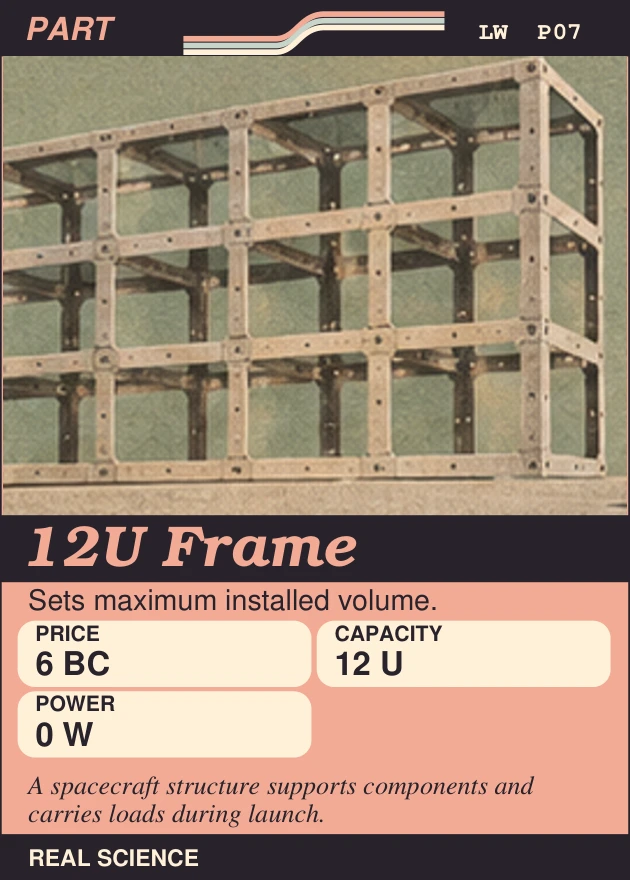 PART
LW P07
12U Frame
Sets maximum installed volume.
PRICE
6 BC
CAPACITY
12 U
POWER
0 W
A spacecraft structure supports components and
carries loads during launch.
REAL SCIENCE